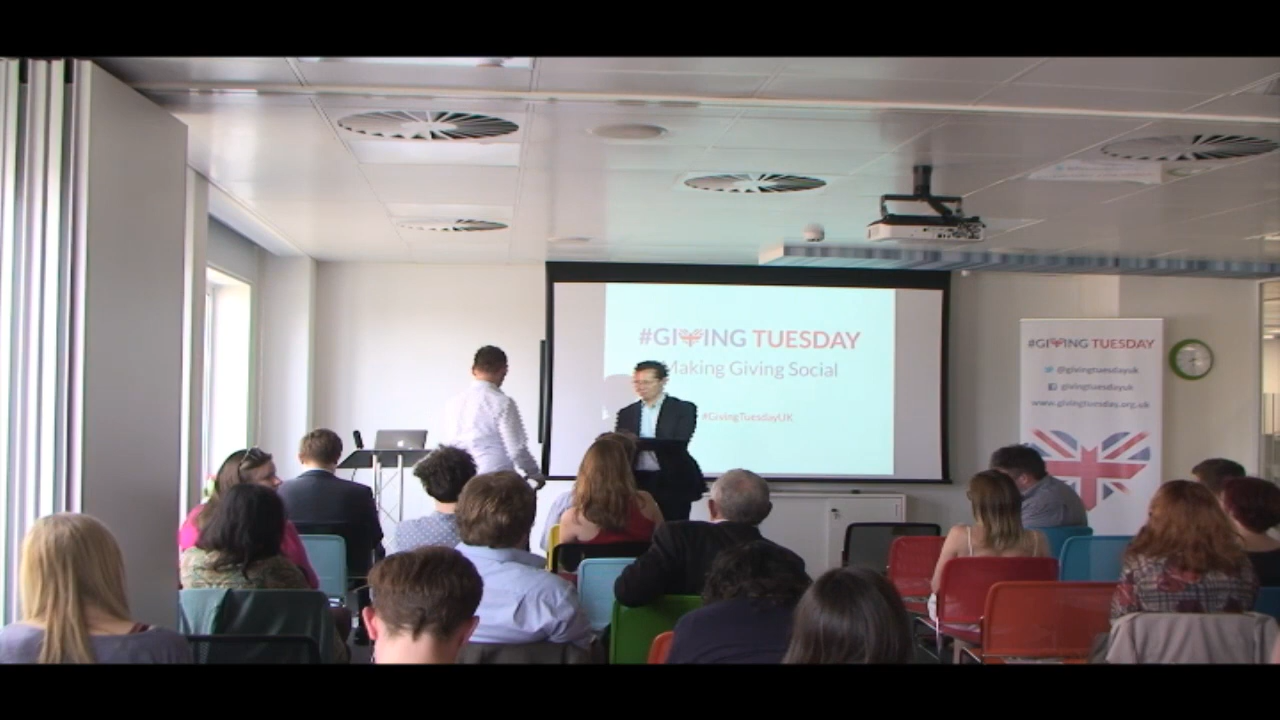 #GIVING TUESDAY
Making Giving Social
#GivingTuesdayUK
#GIVING TUESDAY
@givingtuesdayuk
givingtuesdayuk
www.givingtuesday.org.uk